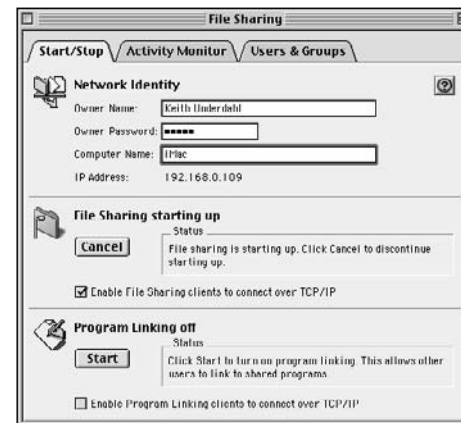 File Sharing
Start/Stop Activity Monitor Users & Groups
Network Identity
Owner Name: Keith Underdahl
Owner Password: •••••
Computer Name: iMac
IP Address: 192.168.0.109
File Sharing starting up
Status
Cancel
File sharing is starting up. Click Cancel to discontinue
starting up.
Enable File Sharing clients to connect over TCP/IP
Program Linking off
Status
Start
Click Start to turn on program linking. This allows other
users to link to shared programs.
Enable Program Linking clients to connect over TCP/IP